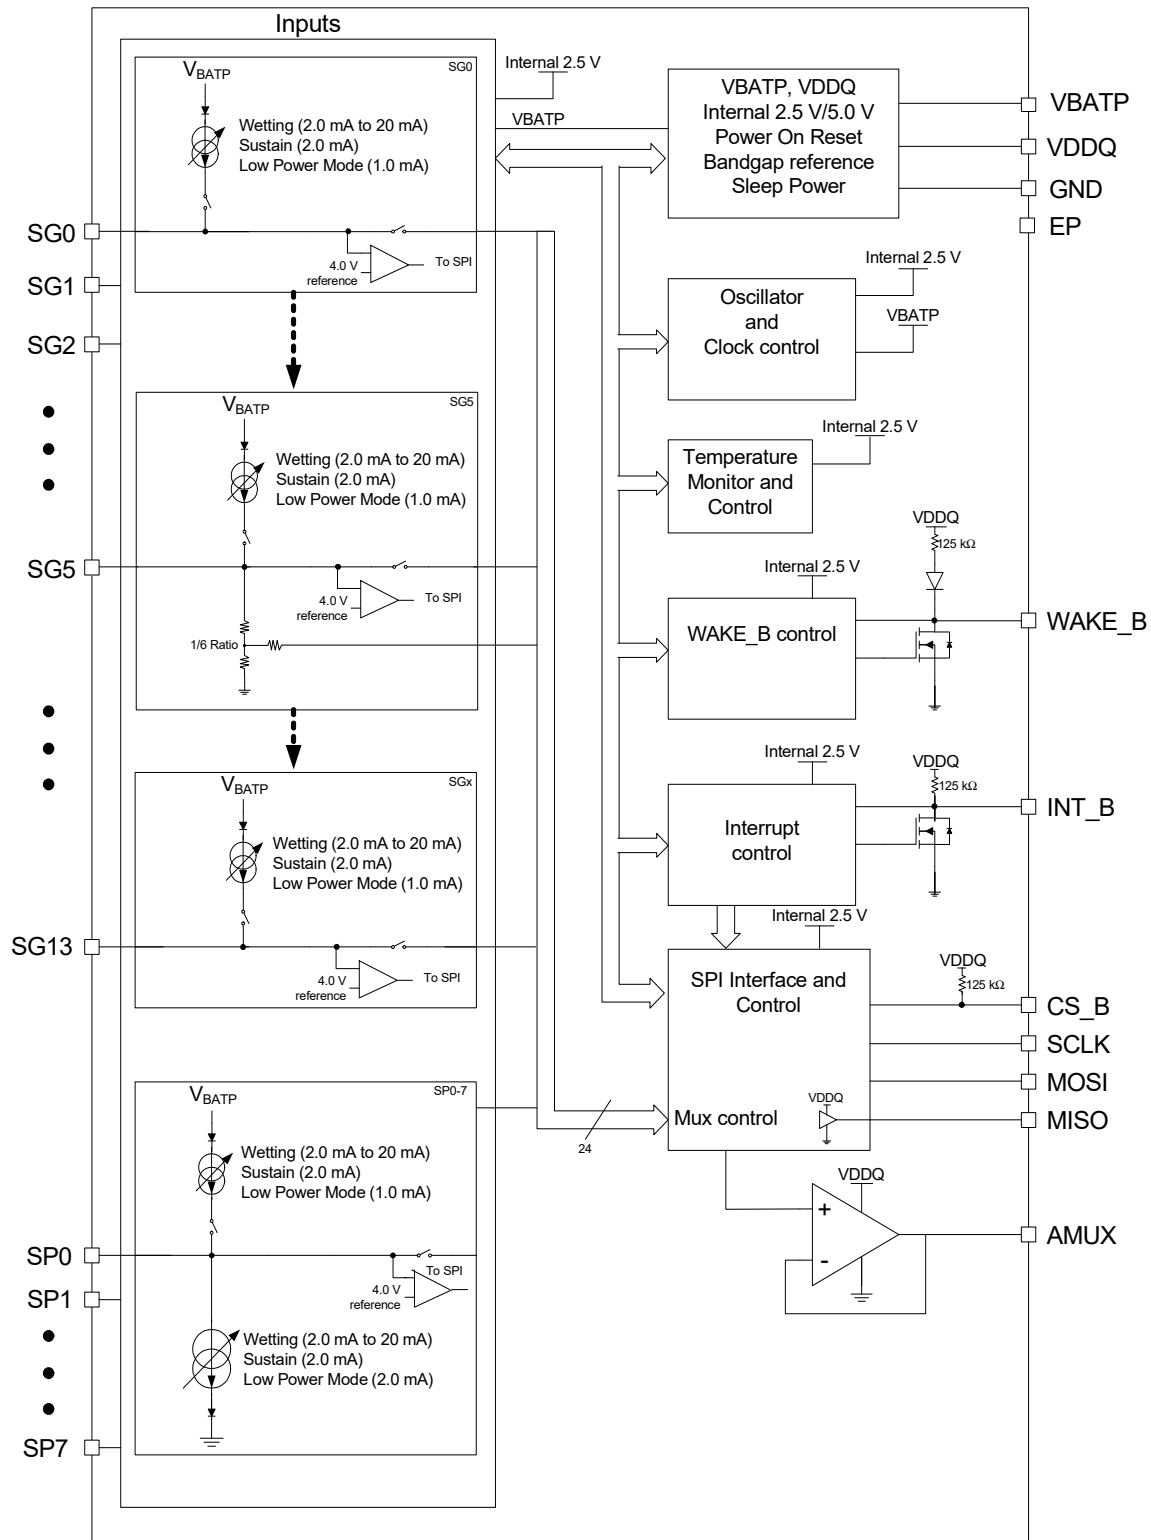 Inputs
SG0
VBATP
Wetting (2.0 mA to 20 mA)
Sustain (2.0 mA)
Low Power Mode (1.0 mA)
4.0 V
reference
To SPI
SG5
VBATP
Wetting (2.0 mA to 20 mA)
Sustain (2.0 mA)
Low Power Mode (1.0 mA)
4.0 V
reference
To SPI
1/6 Ratio
SGx
VBATP
Wetting (2.0 mA to 20 mA)
Sustain (2.0 mA)
Low Power Mode (1.0 mA)
4.0 V
reference
To SPI
SP0-7
VBATP
Wetting (2.0 mA to 20 mA)
Sustain (2.0 mA)
Low Power Mode (1.0 mA)
To SPI
4.0 V
reference
Wetting (2.0 mA to 20 mA)
Sustain (2.0 mA)
Low Power Mode (2.0 mA)
SG0
SG1
SG2
SG5
SG13
SP0
SP1
SP7
Internal 2.5 V
VBATP
VBATP, VDDQ
Internal 2.5 V/5.0 V
Power On Reset
Bandgap reference
Sleep Power
Internal 2.5 V
VBATP
Oscillator
and
Clock control
Internal 2.5 V
Temperature
Monitor and
Control
VDDQ
125 kΩ
Internal 2.5 V
WAKE_B control
Internal 2.5 V
VDDQ
125 kΩ
Interrupt
control
Internal 2.5 V
SPI Interface and
Control
VDDQ
125 kΩ
VDDQ
Mux control
24
VDDQ
+
-
VBATP
VDDQ
GND
EP
WAKE_B
INT_B
CS_B
SCLK
MOSI
MISO
AMUX